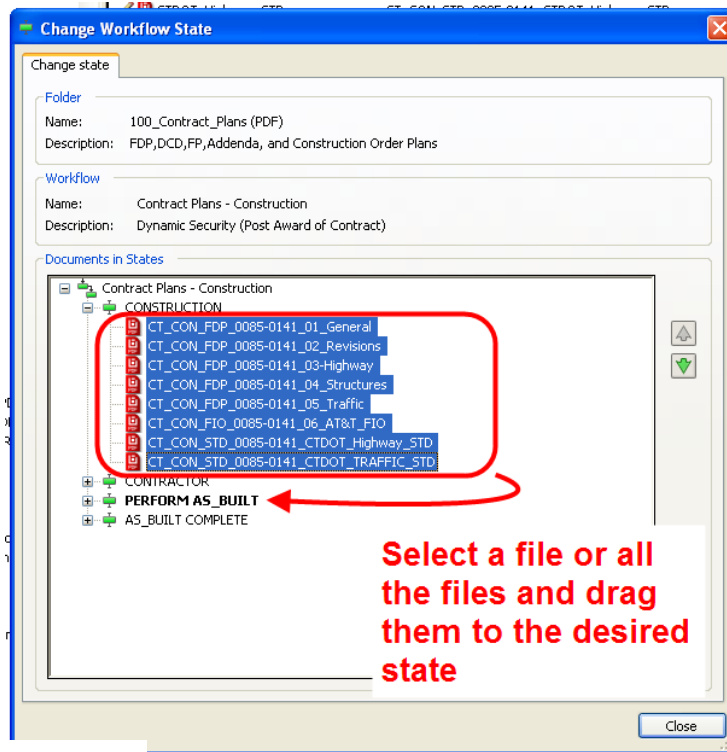 Change Workflow State
Change state
Folder
Name: 100_Contract_Plans (PDF)
Description: FDP,DCD,FP,Addenda, and Construction Order Plans
Workflow
Name: Contract Plans - Construction
Description: Dynamic Security (Post Award of Contract)
Documents in States
Contract Plans - Construction
CONSTRUCTION
CT_CON_FDP_0085-0141_01_General
CT_CON_FDP_0085-0141_02_Revisions
CT_CON_FDP_0085-0141_03-Highway
CT_CON_FDP_0085-0141_04_Structures
CT_CON_FDP_0085-0141_05_Traffic
CT_CON_FIO_0085-0141_06_AT&T_FIO
CT_CON_STD_0085-0141_CTDOT_Highway_STD
CT_CON_STD_0085-0141_CTDOT_TRAFFIC_STD
CONTRACTOR
PERFORM AS_BUILT
AS_BUILT COMPLETE
Select a file or all
the files and drag
them to the desired
state
Close